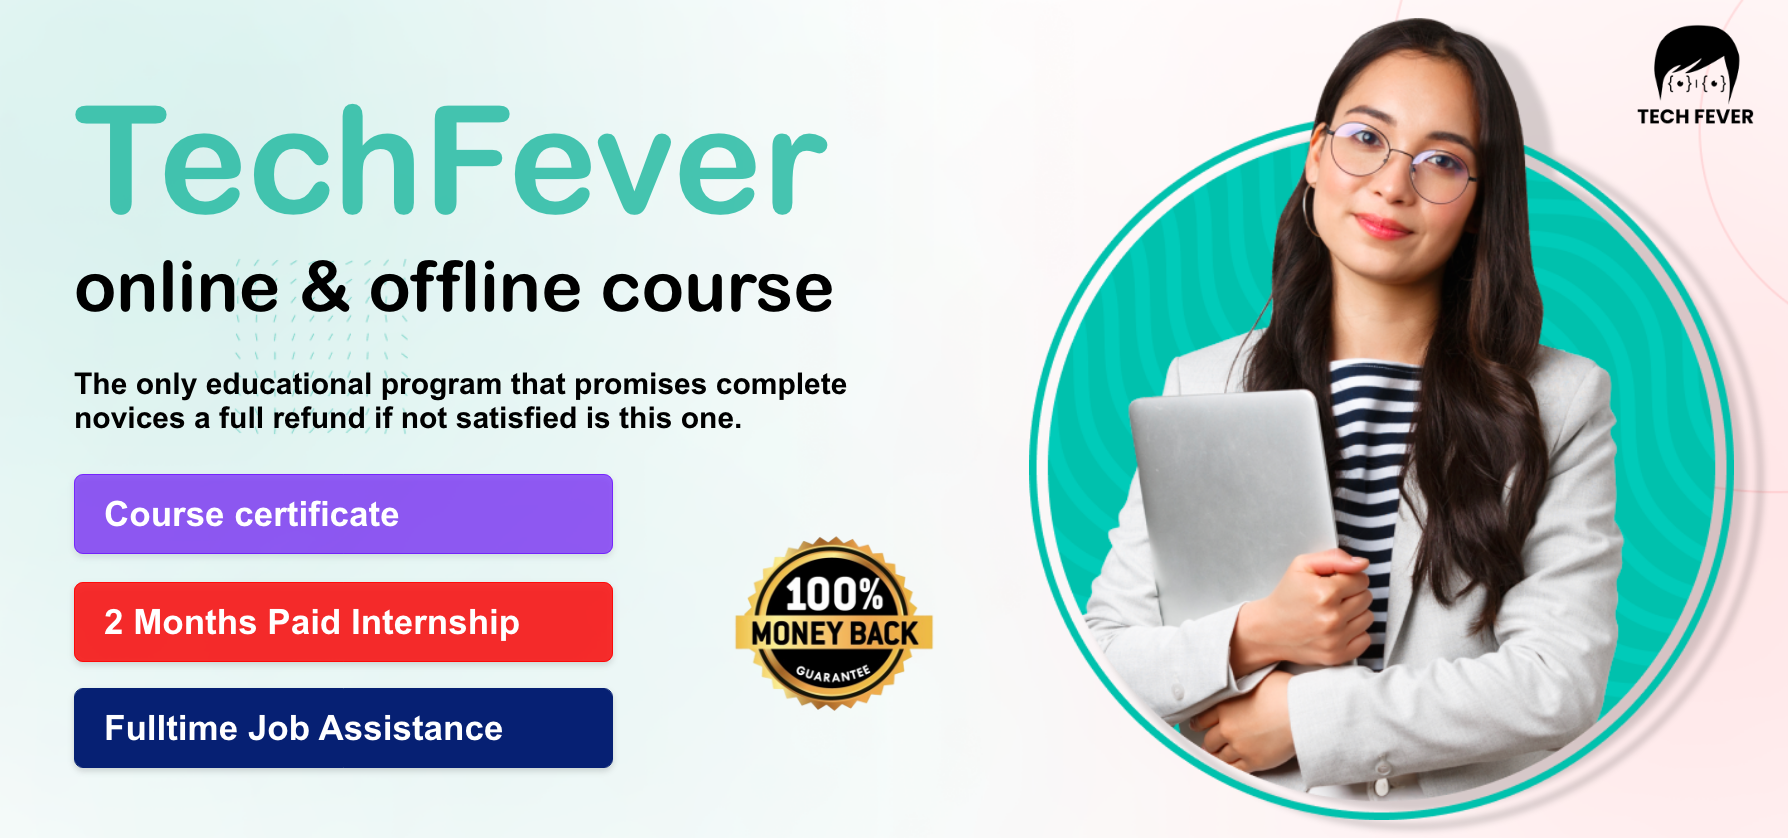 TechFever
online & offline course
The only educational program that promises complete
novices a full refund if not satisfied is this one.
Course certificate
2 Months Paid Internship
Fulltime Job Assistance
100%
MONEY BACK
GUARANTEE
{•}|{•}
TECH FEVER